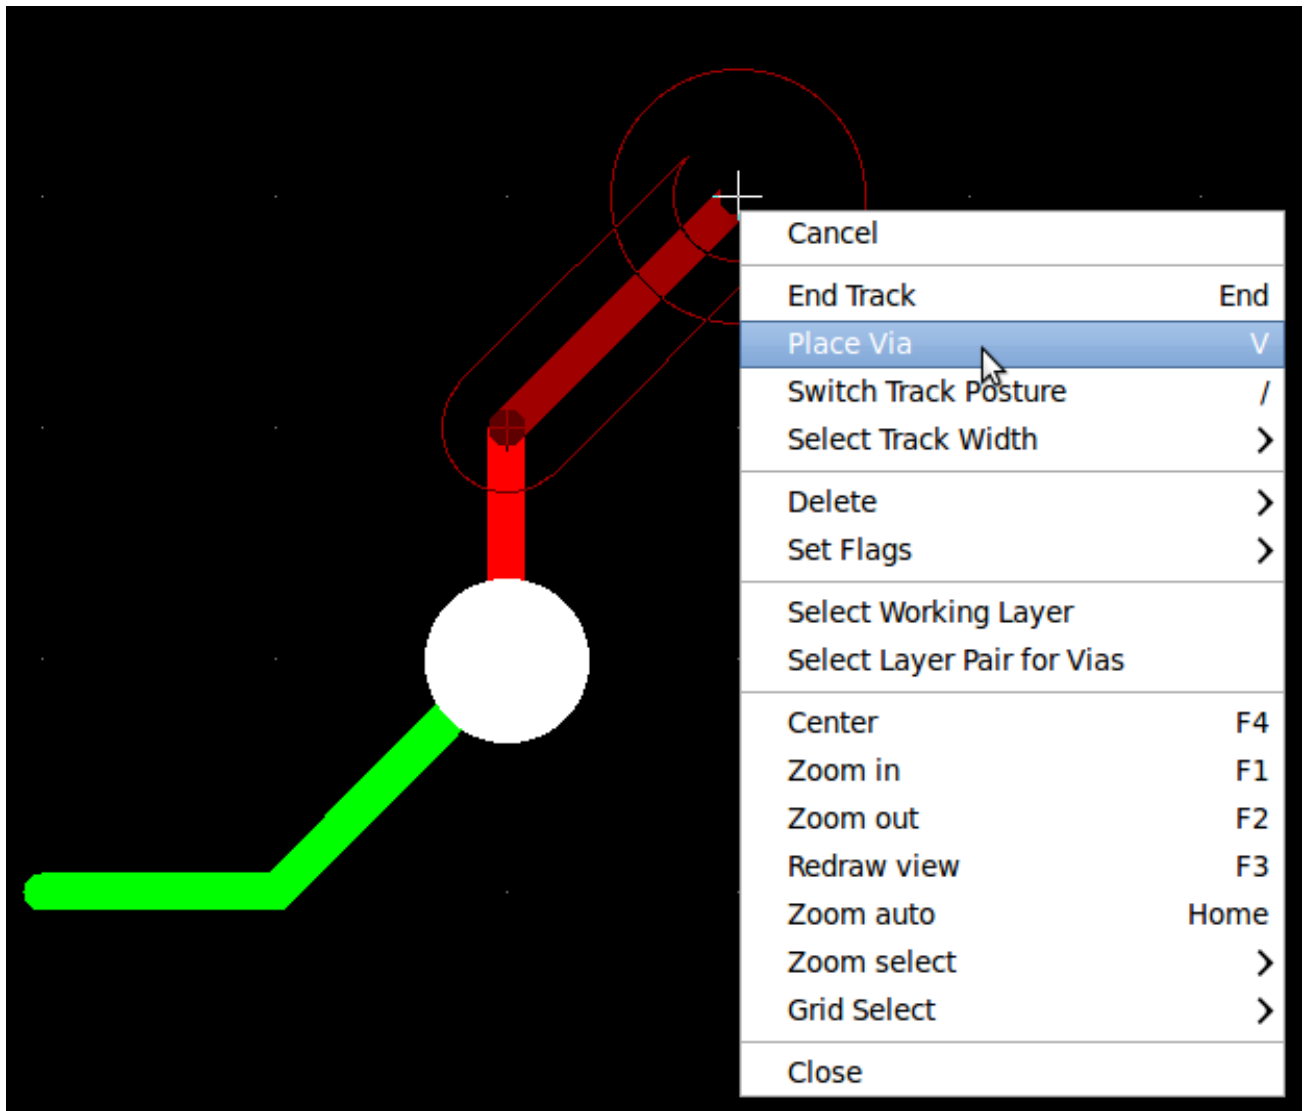 Cancel
End Track End
Place Via V
Switch Track Posture /
Select Track Width
Delete
Set Flags
Select Working Layer
Select Layer Pair for Vias
Center F4
Zoom in F1
Zoom out F2
Redraw view F3
Zoom auto Home
Zoom select
Grid Select
Close